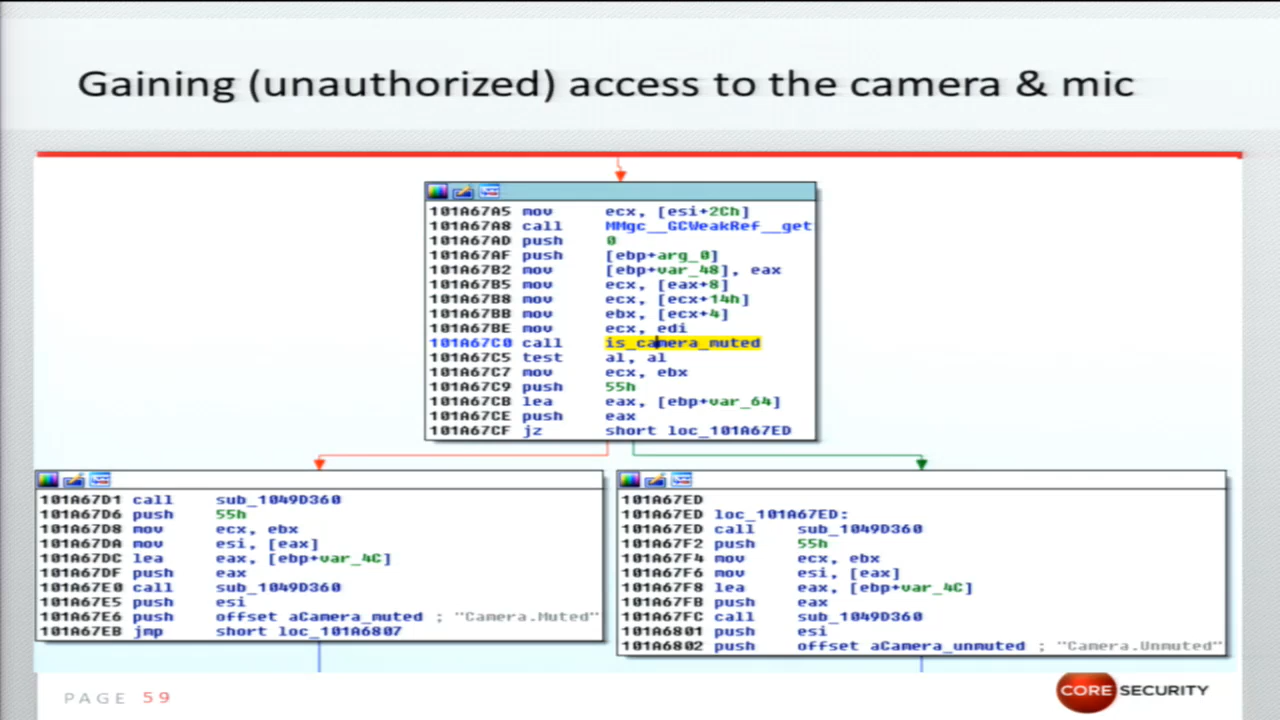 Gaining (unauthorized) access to the camera & mic
101A67A5 mov ecx, [esi+2Ch]
101A67A8 call MMgc__GCWeakRef__get
101A67AD push 0
101A67AF push [ebp+arg_0]
101A67B2 mov [ebp+var_48], eax
101A67B5 mov ecx, [eax+8]
101A67B8 mov ecx, [ecx+14h]
101A67BB mov ebx, [ecx+4]
101A67BE mov ecx, edi
101A67C0 call is_camera_muted
101A67C5 test al, al
101A67C7 mov ecx, ebx
101A67C9 push 55h
101A67CB lea eax, [ebp+var_64]
101A67CE push eax
101A67CF jz short loc_101A67ED
101A67D1 call sub_1049D360
101A67D6 push 55h
101A67D8 mov ecx, ebx
101A67DA mov esi, [eax]
101A67DC lea eax, [ebp+var_4C]
101A67DF push eax
101A67E0 call sub_1049D360
101A67E5 push esi
101A67E6 push offset aCamera_muted ; "Camera.Muted"
101A67EB jmp short loc_101A6807
101A67ED
101A67ED loc_101A67ED:
101A67ED call sub_1049D360
101A67F2 push 55h
101A67F4 mov ecx, ebx
101A67F6 mov esi, [eax]
101A67F8 lea eax, [ebp+var_4C]
101A67FB push eax
101A67FC call sub_1049D360
101A6801 push esi
101A6802 push offset aCamera_unmuted ; "Camera.Unmuted"
PAGE 59
CORE SECURITY